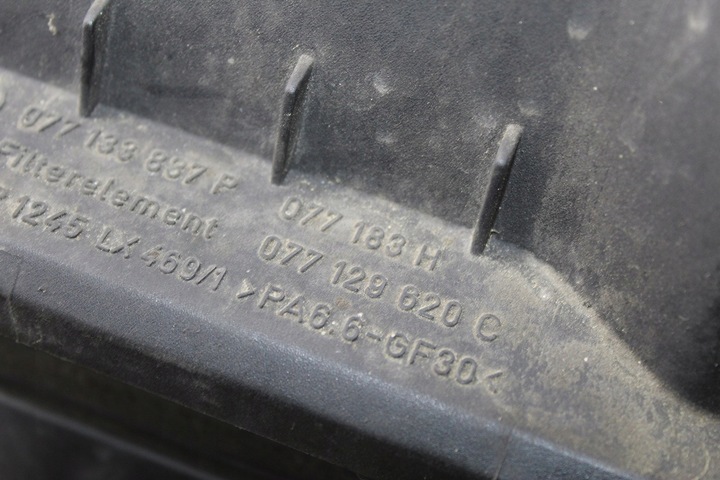 077 133 837 P
Filterelement
1245 LX 469/1
077 183 H
077 129 620 C
>PA6.6-GF30<